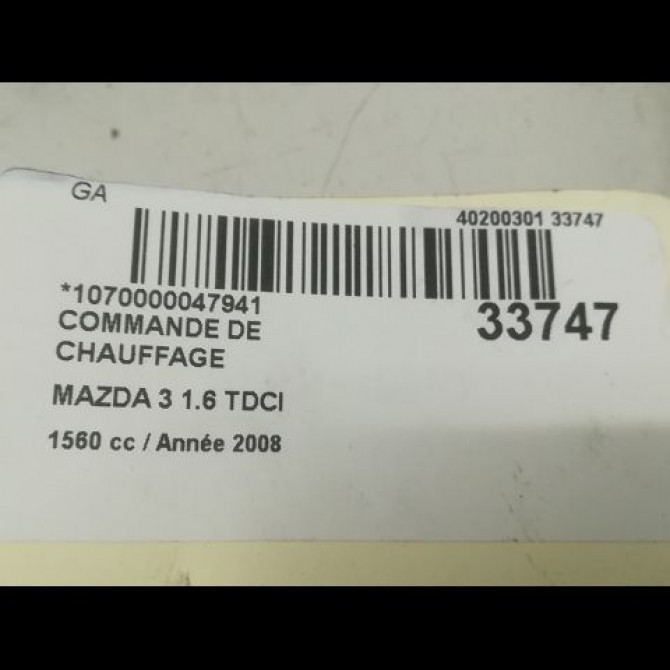 GA
40200301 33747
*1070000047941
33747
COMMANDE DE
CHAUFFAGE
MAZDA 3 1.6 TDCI
1560 cc / Année 2008